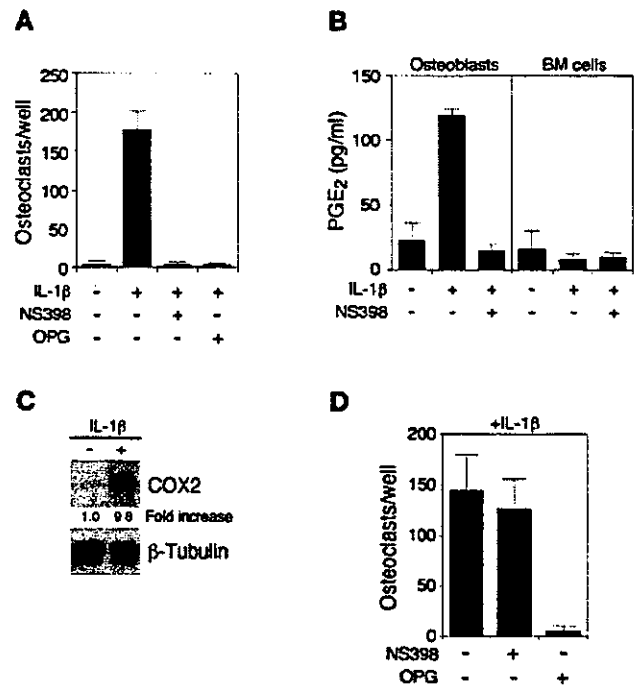 A
Osteoclasts/well
250
200
150
100
50
0
IL-1β - + + +
NS398 - - + -
OPG - - - +
B
Osteoblasts BM cells
PGE₂ (pg/ml)
150
100
50
0
IL-1β - + + - + +
NS398 - - + - - +
C
IL-1β
- +
COX2
1.0 9.8 Fold increase
β-Tubulin
D
+IL-1β
Osteoclasts/well
200
150
100
50
0
NS398 - + -
OPG - - +